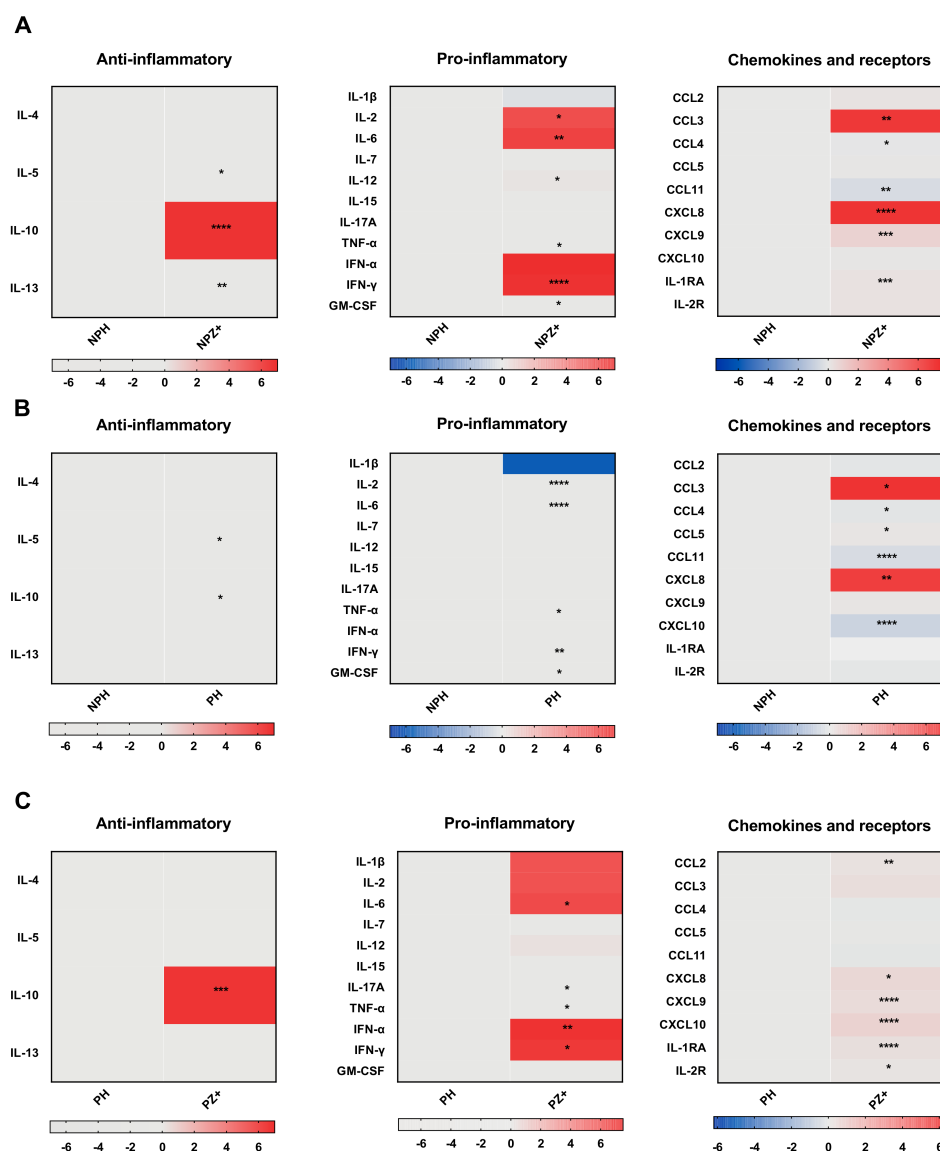 A
Anti-inflammatory
IL-4
IL-5 *
IL-10 ****
IL-13 **
NPH NPZ+
-6 -4 -2 0 2 4 6
Pro-inflammatory
IL-1β
IL-2 *
IL-6 **
IL-7
IL-12 *
IL-15
IL-17A
TNF-α *
IFN-α
IFN-γ ****
GM-CSF *
NPH NPZ+
-6 -4 -2 0 2 4 6
Chemokines and receptors
CCL2
CCL3 **
CCL4 *
CCL5
CCL11 **
CXCL8 ****
CXCL9 ***
CXCL10
IL-1RA ***
IL-2R
NPH NPZ+
-6 -4 -2 0 2 4 6
B
Anti-inflammatory
IL-4
IL-5 *
IL-10 *
IL-13
NPH PH
-6 -4 -2 0 2 4 6
Pro-inflammatory
IL-1β
IL-2 ****
IL-6 ****
IL-7
IL-12
IL-15
IL-17A
TNF-α *
IFN-α
IFN-γ **
GM-CSF *
NPH PH
-6 -4 -2 0 2 4 6
Chemokines and receptors
CCL2
CCL3 *
CCL4 *
CCL5 *
CCL11 ****
CXCL8 **
CXCL9
CXCL10 ****
IL-1RA
IL-2R
NPH PH
-6 -4 -2 0 2 4 6
C
Anti-inflammatory
IL-4
IL-5
IL-10 ***
IL-13
PH PZ+
-6 -4 -2 0 2 4 6
Pro-inflammatory
IL-1β
IL-2
IL-6 *
IL-7
IL-12
IL-15
IL-17A *
TNF-α *
IFN-α **
IFN-γ *
GM-CSF
PH PZ+
-6 -4 -2 0 2 4 6
Chemokines and receptors
CCL2 **
CCL3
CCL4
CCL5
CCL11
CXCL8 *
CXCL9 ****
CXCL10 ****
IL-1RA ****
IL-2R *
PH PZ+
-6 -4 -2 0 2 4 6